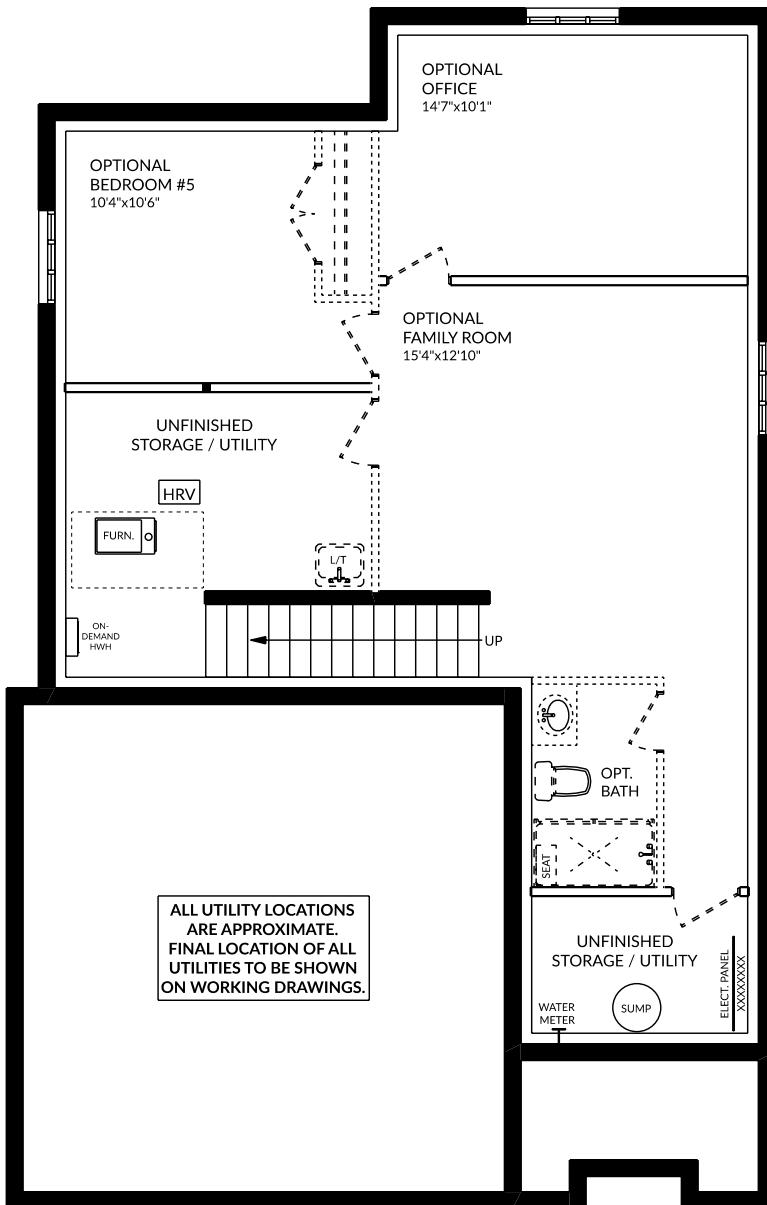 OPTIONAL
OFFICE
14'7"x10'1"
OPTIONAL
BEDROOM #5
10'4"x10'6"
OPTIONAL
FAMILY ROOM
15'4"x12'10"
UNFINISHED
STORAGE / UTILITY
HRV
FURN.
L/T
ON-
DEMAND
HWH
UP
OPT.
BATH
SEAT
ALL UTILITY LOCATIONS
ARE APPROXIMATE.
FINAL LOCATION OF ALL
UTILITIES TO BE SHOWN
ON WORKING DRAWINGS.
UNFINISHED
STORAGE / UTILITY
WATER
METER
SUMP
ELECT. PANEL
XXXXXXXX